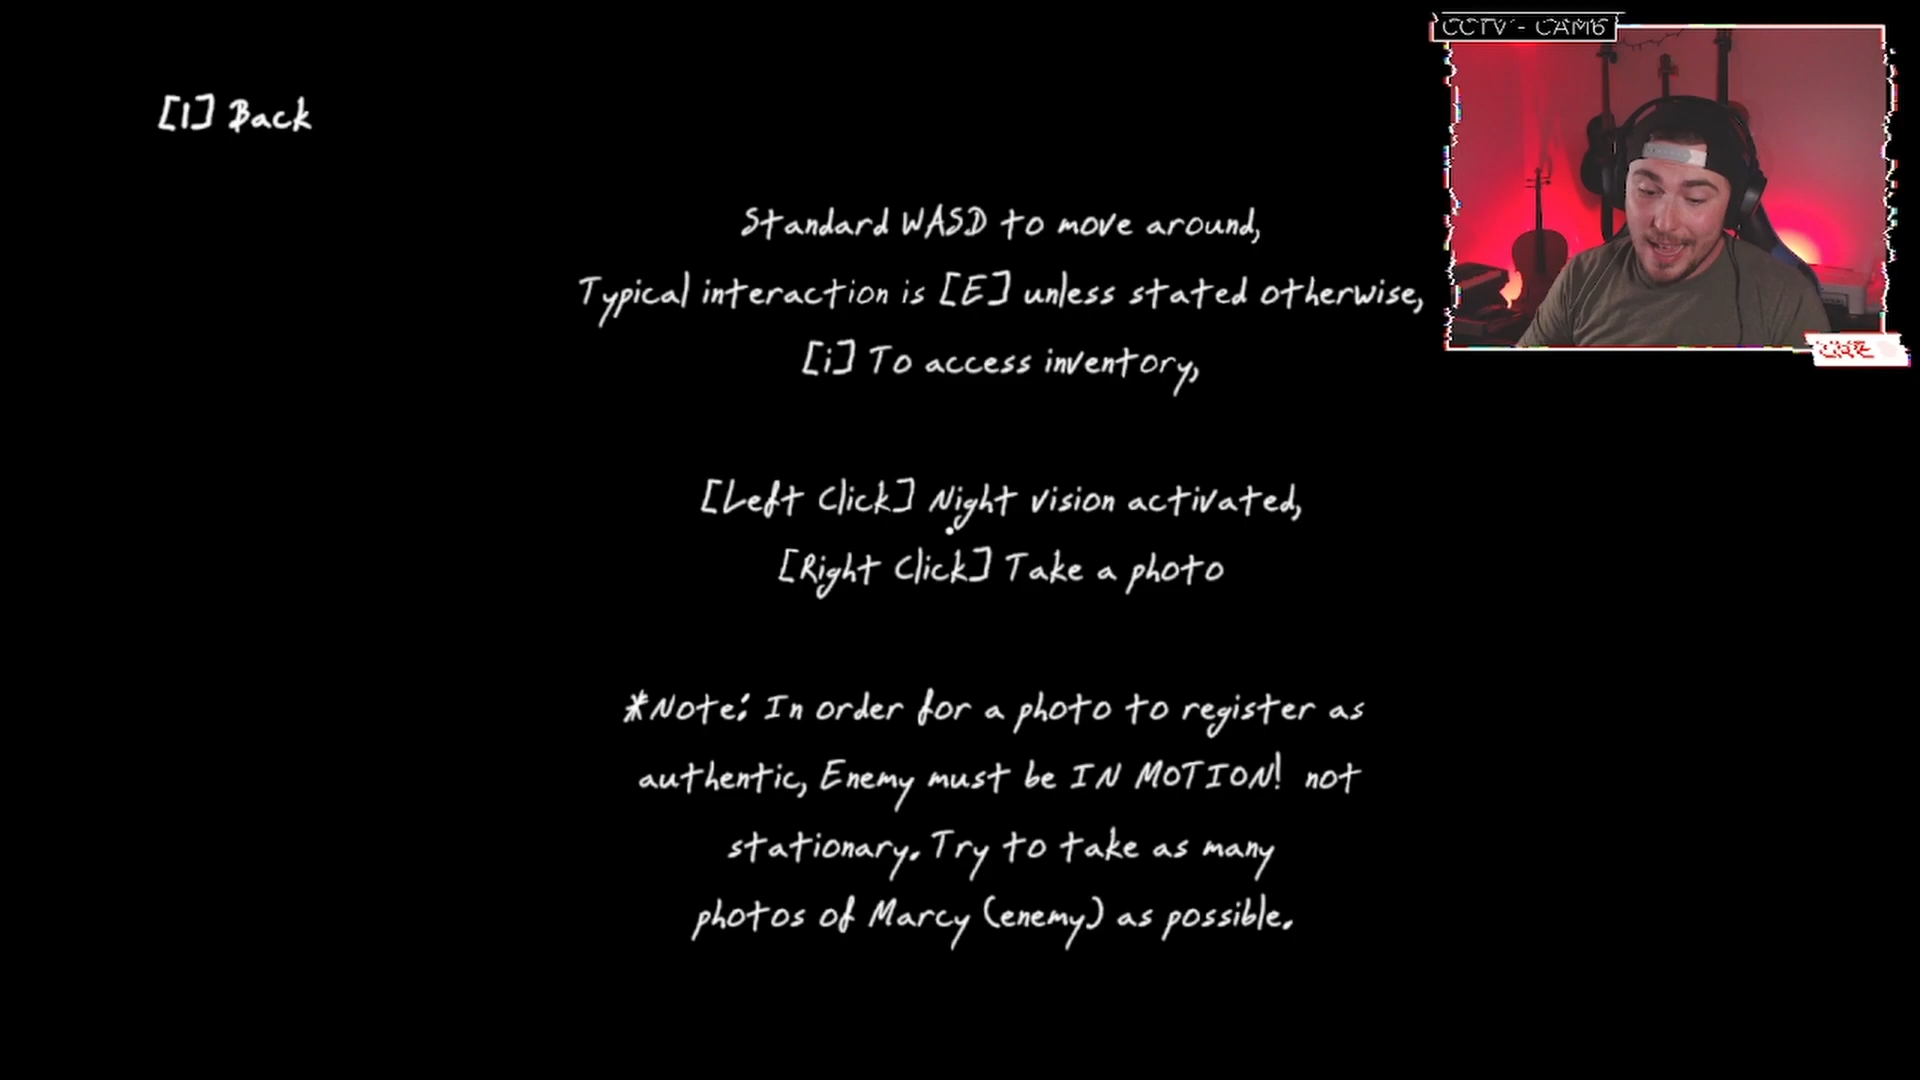 CCTV - CAM6
[1] Back
Standard WASD to move around,
Typical interaction is [E] unless stated otherwise,
[i] To access inventory,
[Left Click] Night vision activated,
[Right Click] Take a photo
*Note: In order for a photo to register as
authentic, Enemy must be IN MOTION! not
stationary. Try to take as many
photos of Marcy (enemy) as possible.